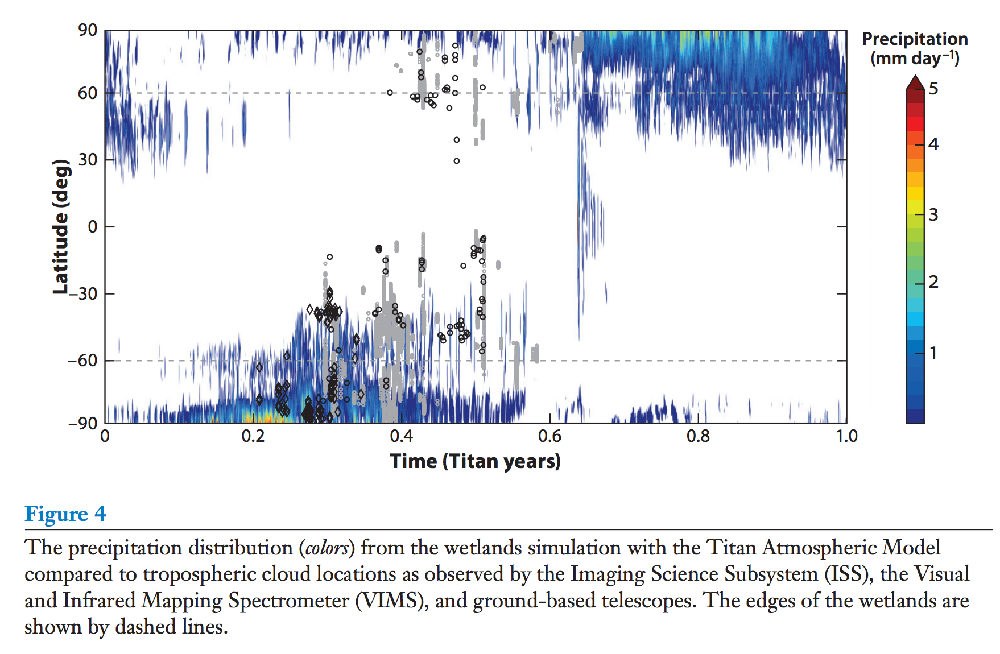 Precipitation
(mm day⁻¹)
5
4
3
2
1
90
60
30
0
−30
−60
−90
Latitude (deg)
0
0.2
0.4
0.6
0.8
1.0
Time (Titan years)
Figure 4
The precipitation distribution (colors) from the wetlands simulation with the Titan Atmospheric Model
compared to tropospheric cloud locations as observed by the Imaging Science Subsystem (ISS), the Visual
and Infrared Mapping Spectrometer (VIMS), and ground-based telescopes. The edges of the wetlands are
shown by dashed lines.